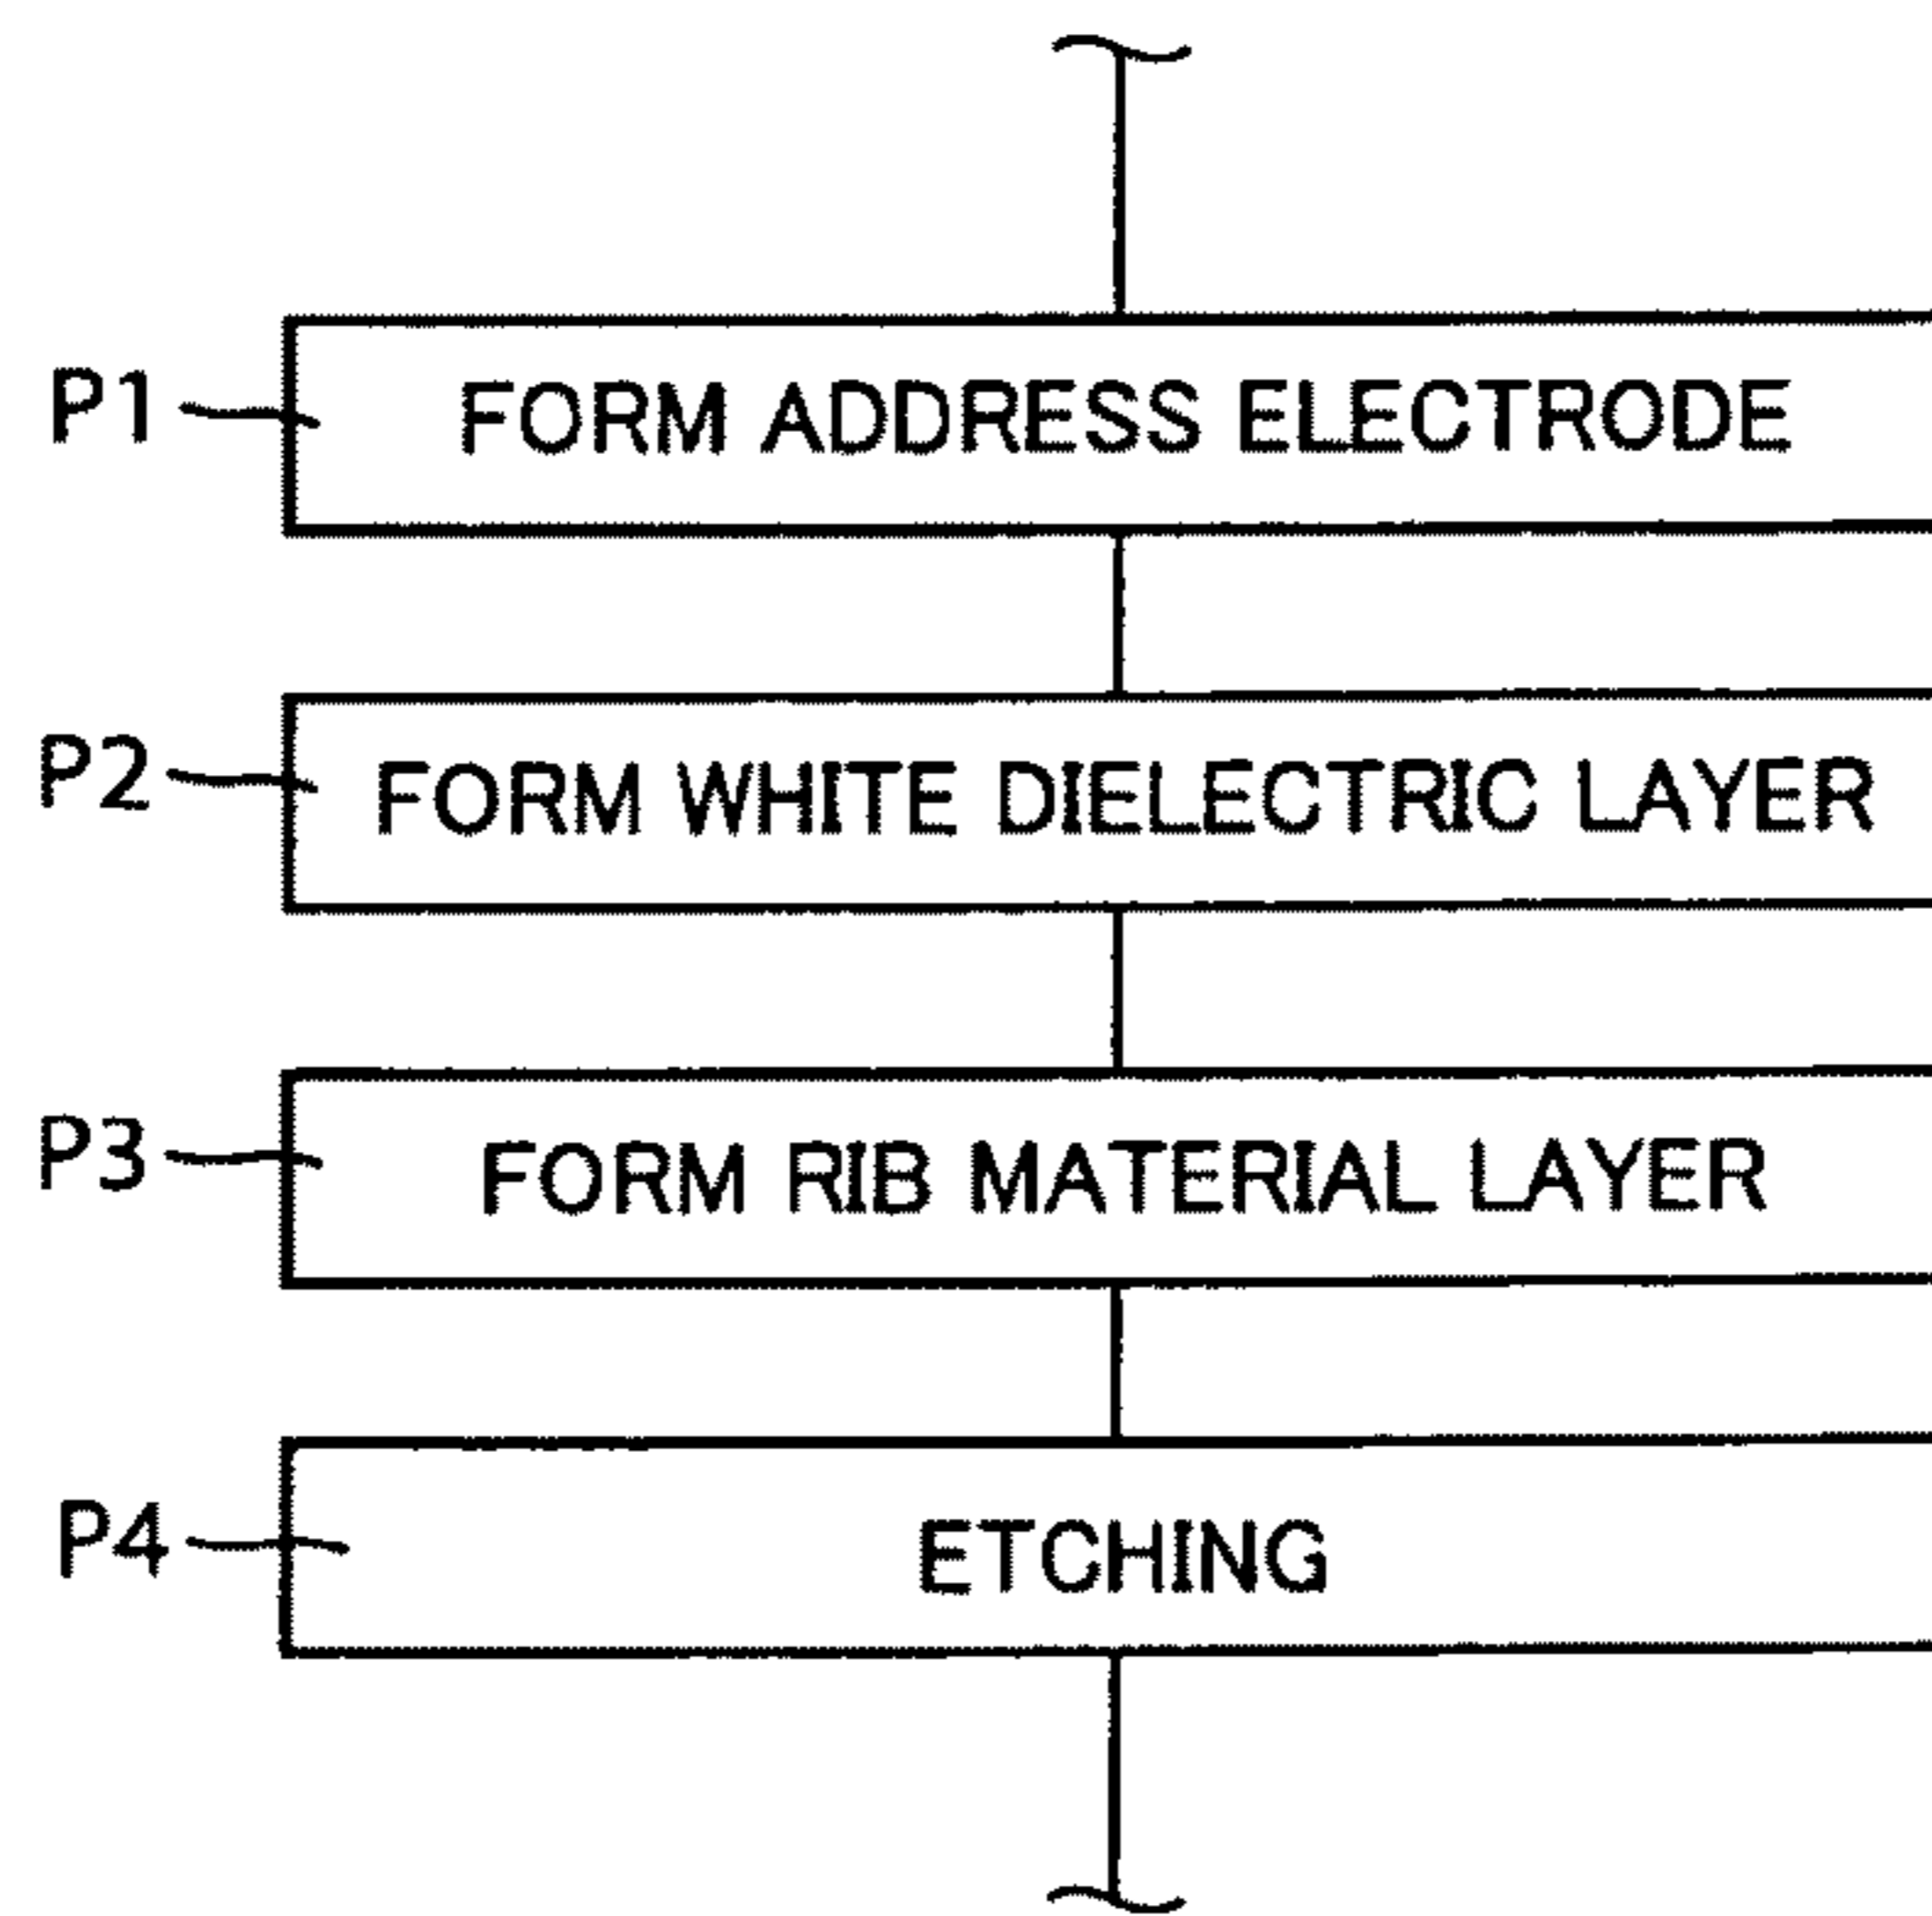 P1 FORM ADDRESS ELECTRODE
P2 FORM WHITE DIELECTRIC LAYER
P3 FORM RIB MATERIAL LAYER
P4 ETCHING